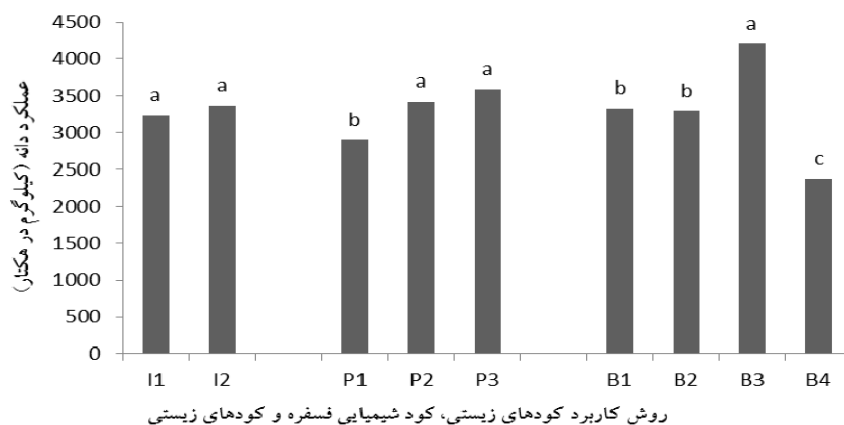 عملکرد دانه (کیلوگرم در هکتار)
4500
4000
3500
3000
2500
2000
1500
1000
500
0
a a b a a b b a c
I1 I2 P1 P2 P3 B1 B2 B3 B4
روش کاربرد کودهای زیستی، کود شیمیایی فسفره و کودهای زیستی